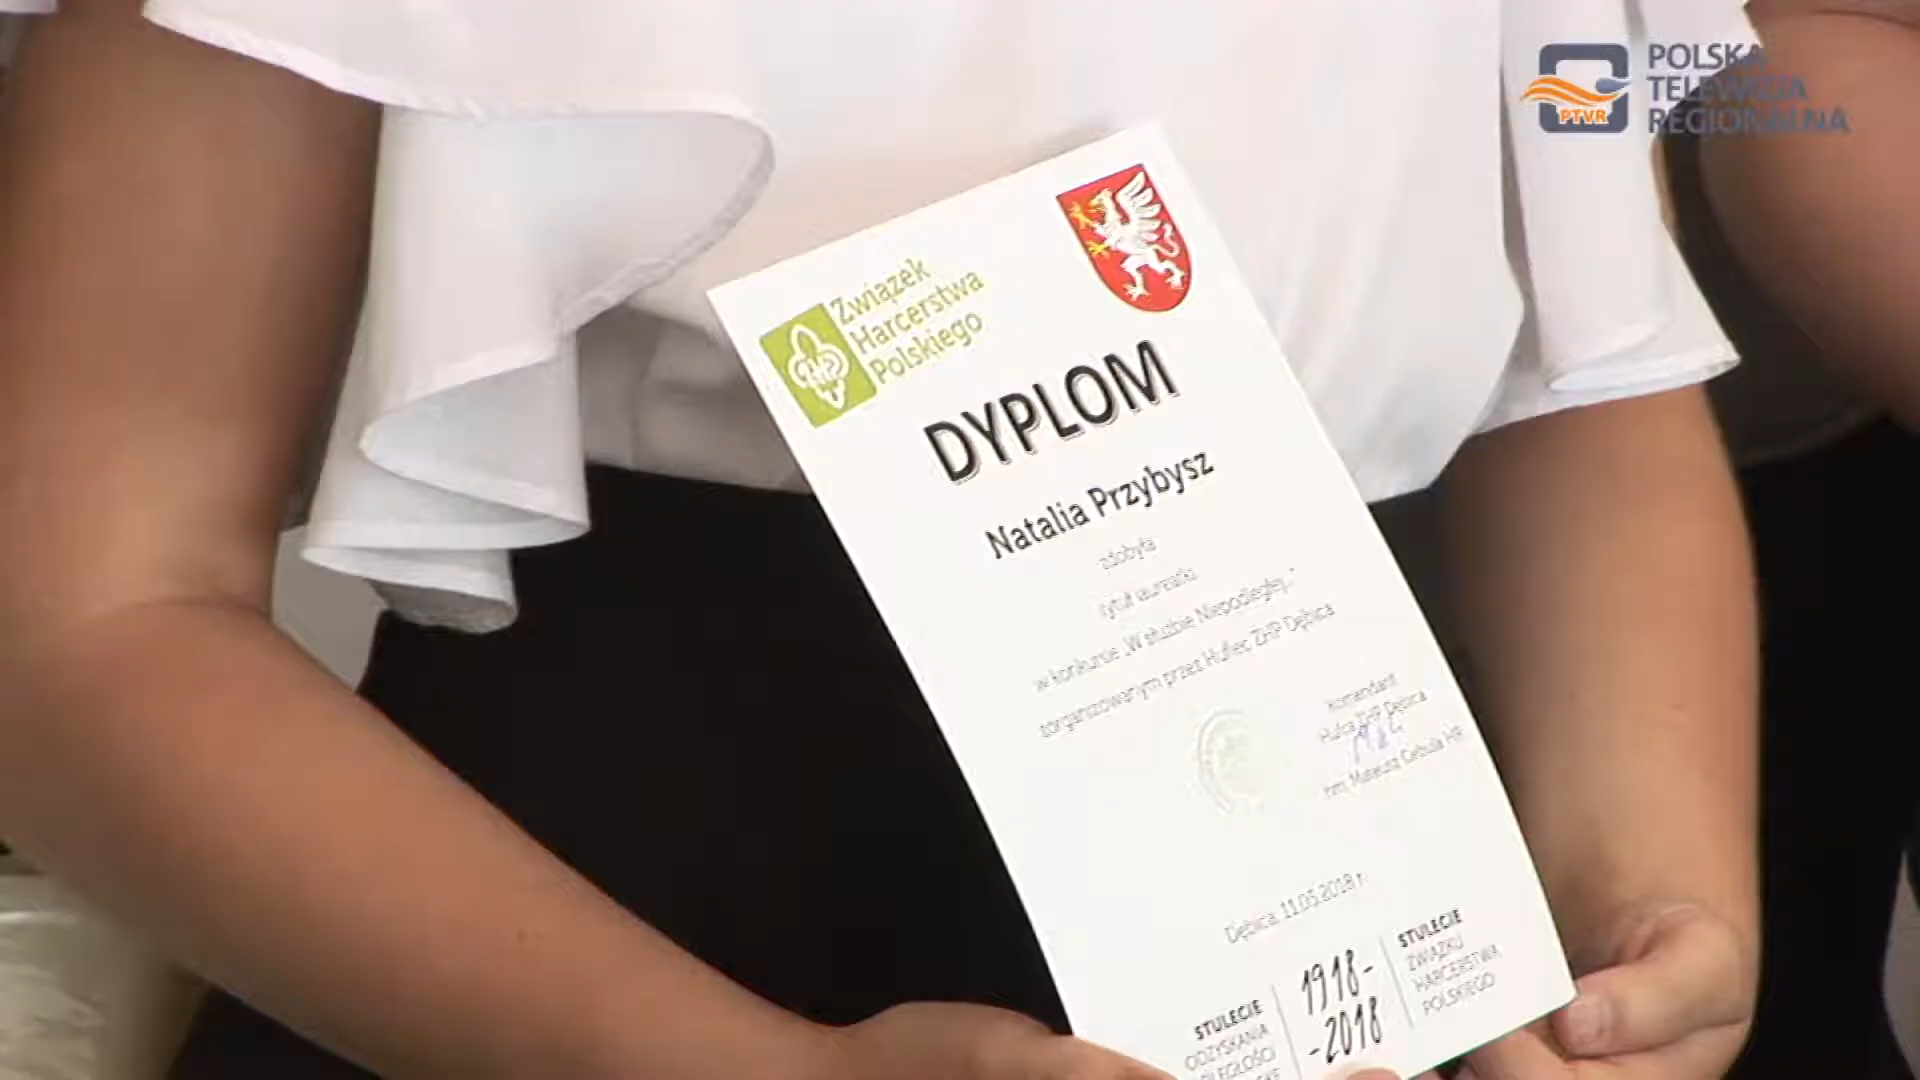 POLSKA
TELEWIZJA
REGIONALNA
PTVR
Związek
Harcerstwa
Polskiego
DYPLOM
Natalia Przybysz
zdobyła
tytuł laureatki
w konkursie „W służbie Niepodległej..."
zorganizowanym przez Hufiec ZHP Dębica
Komendant
Hufca ZHP Dębica
hm. Mateusz Cebula HR
Dębica, 11.05.2018 r.
STULECIE
ODZYSKANIA
1918-
-2018
STULECIE
ZWIĄZKU
HARCERSTWA
POLSKIEGO